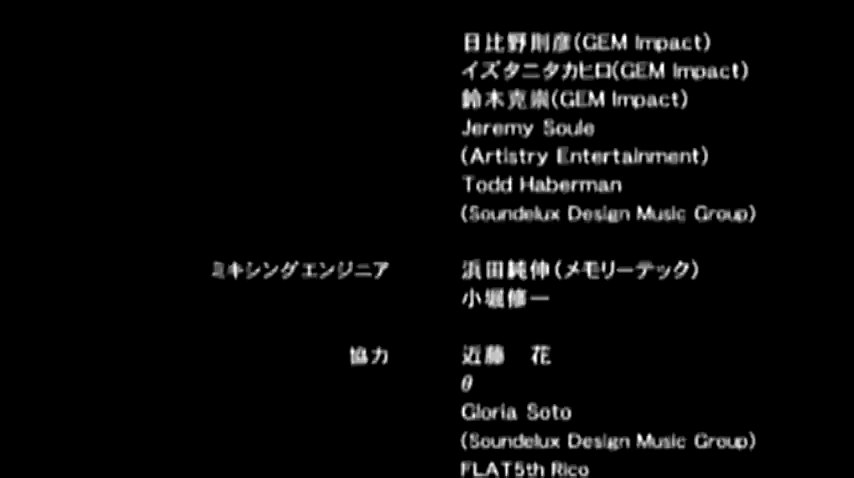 日比野則彦(GEM Impact)
イズタニタカヒロ(GEM Impact)
鈴木克崇(GEM Impact)
Jeremy Soule
(Artistry Entertainment)
Todd Haberman
(Soundelux Design Music Group)
ミキシングエンジニア 浜田純伸(メモリーテック)
小堀修一
協力 近藤 花
θ
Gloria Soto
(Soundelux Design Music Group)
FLAT5th Rico